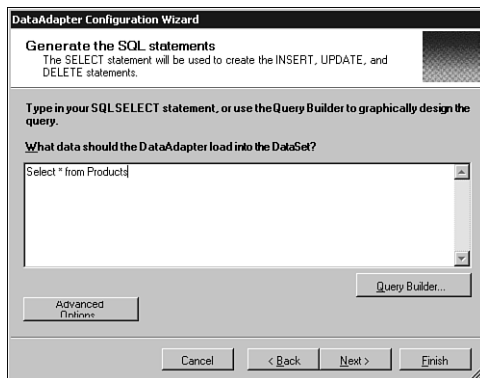 DataAdapter Configuration Wizard
Generate the SQL statements
The SELECT statement will be used to create the INSERT, UPDATE, and
DELETE statements.
Type in your SQL SELECT statement, or use the Query Builder to graphically design the
query.
What data should the DataAdapter load into the DataSet?
Select * from Products
Query Builder...
Advanced
Options
Cancel
< Back
Next >
Finish